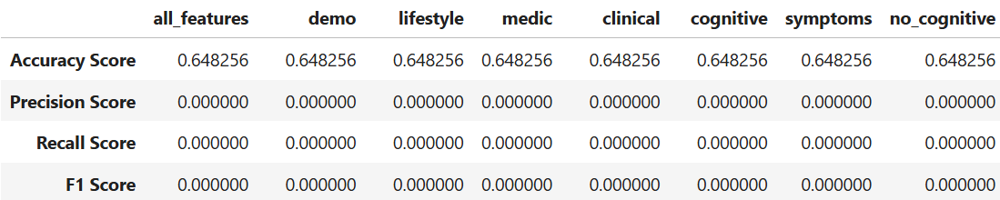 all_features demo lifestyle medic clinical cognitive symptoms no_cognitive
Accuracy Score 0.648256 0.648256 0.648256 0.648256 0.648256 0.648256 0.648256 0.648256
Precision Score 0.000000 0.000000 0.000000 0.000000 0.000000 0.000000 0.000000 0.000000
Recall Score 0.000000 0.000000 0.000000 0.000000 0.000000 0.000000 0.000000 0.000000
F1 Score 0.000000 0.000000 0.000000 0.000000 0.000000 0.000000 0.000000 0.000000